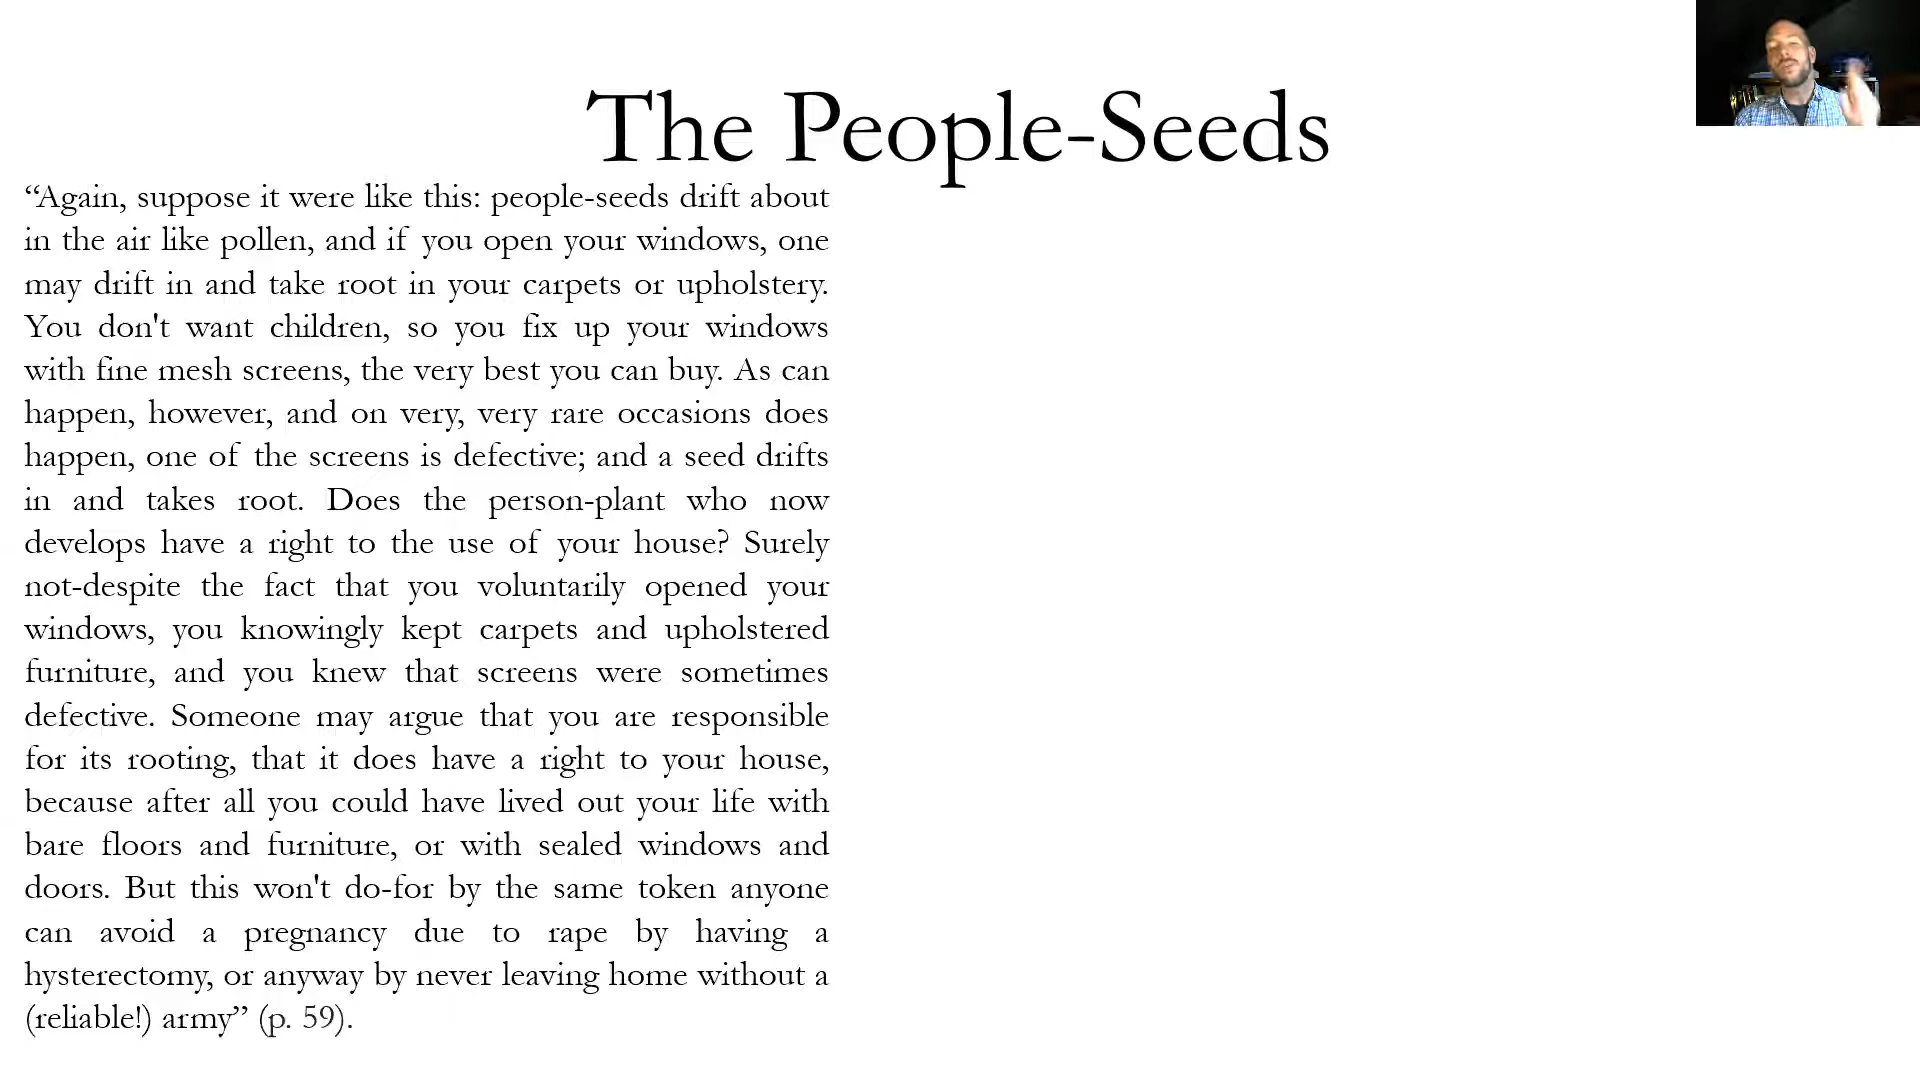 The People-Seeds
“Again, suppose it were like this: people-seeds drift about
in the air like pollen, and if you open your windows, one
may drift in and take root in your carpets or upholstery.
You don't want children, so you fix up your windows
with fine mesh screens, the very best you can buy. As can
happen, however, and on very, very rare occasions does
happen, one of the screens is defective; and a seed drifts
in and takes root. Does the person-plant who now
develops have a right to the use of your house? Surely
not-despite the fact that you voluntarily opened your
windows, you knowingly kept carpets and upholstered
furniture, and you knew that screens were sometimes
defective. Someone may argue that you are responsible
for its rooting, that it does have a right to your house,
because after all you could have lived out your life with
bare floors and furniture, or with sealed windows and
doors. But this won't do-for by the same token anyone
can avoid a pregnancy due to rape by having a
hysterectomy, or anyway by never leaving home without a
(reliable!) army” (p. 59).